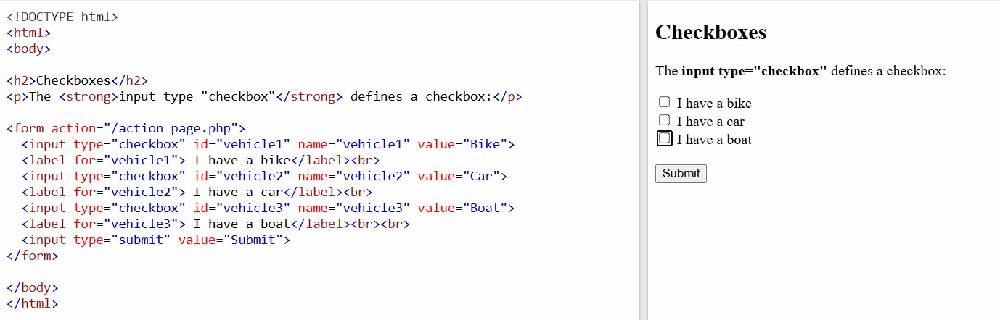 <!DOCTYPE html>
<html>
<body>
<h2>Checkboxes</h2>
<p>The <strong>input type="checkbox"</strong> defines a checkbox:</p>
<form action="/action_page.php">
<input type="checkbox" id="vehicle1" name="vehicle1" value="Bike">
<label for="vehicle1"> I have a bike</label><br>
<input type="checkbox" id="vehicle2" name="vehicle2" value="Car">
<label for="vehicle2"> I have a car</label><br>
<input type="checkbox" id="vehicle3" name="vehicle3" value="Boat">
<label for="vehicle3"> I have a boat</label><br><br>
<input type="submit" value="Submit">
</form>
</body>
</html>
Checkboxes
The input type="checkbox" defines a checkbox:
I have a bike
I have a car
I have a boat
Submit